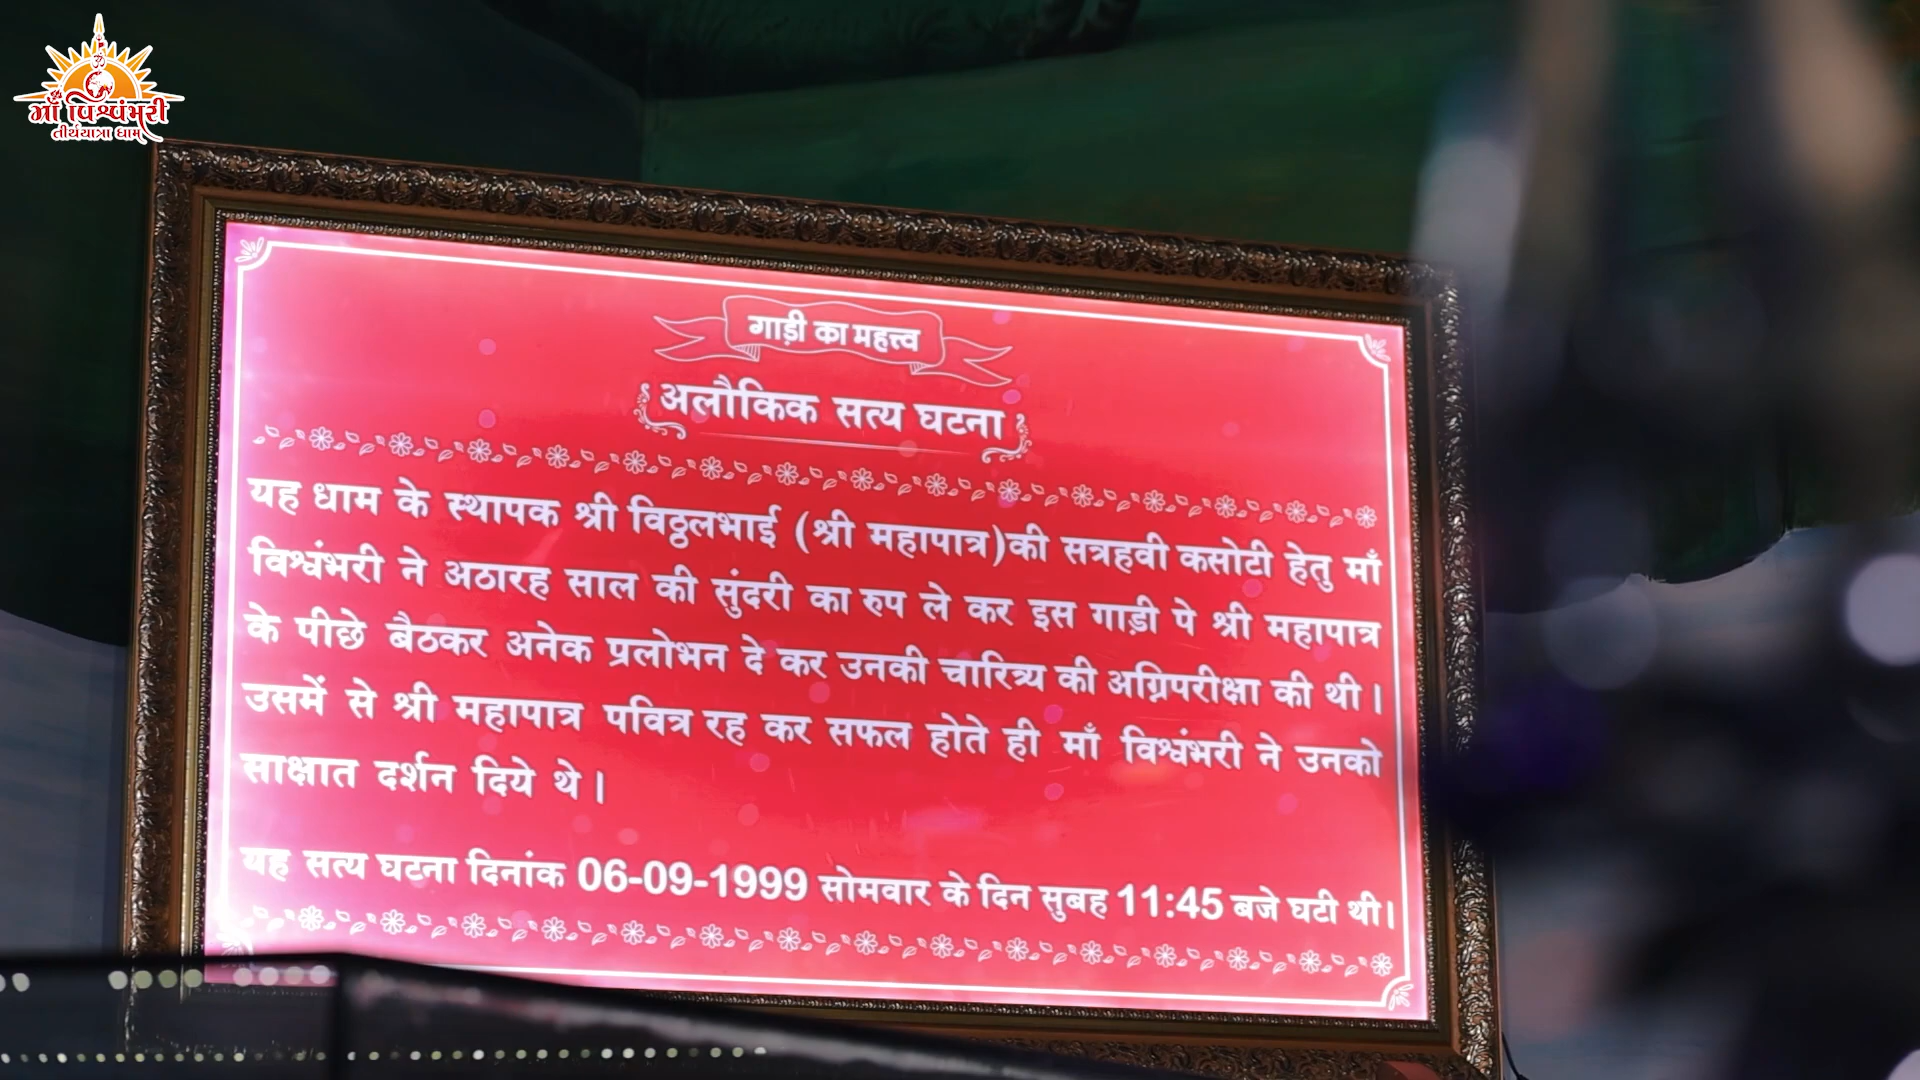 માઁ વિશ્વંભરી
તીર્થયાત્રા ધામ
गाड़ी का महत्त्व
अलौकिक सत्य घटना
यह धाम के स्थापक श्री विठ्ठलभाई (श्री महापात्र)की सत्रहवी कसोटी हेतु माँ
विश्वंभरी ने अठारह साल की सुंदरी का रुप ले कर इस गाड़ी पे श्री महापात्र
के पीछे बैठकर अनेक प्रलोभन दे कर उनकी चारित्र्य की अग्निपरीक्षा की थी।
उसमें से श्री महापात्र पवित्र रह कर सफल होते ही माँ विश्वंभरी ने उनको
साक्षात दर्शन दिये थे।
यह सत्य घटना दिनांक 06-09-1999 सोमवार के दिन सुबह 11:45 बजे घटी थी।